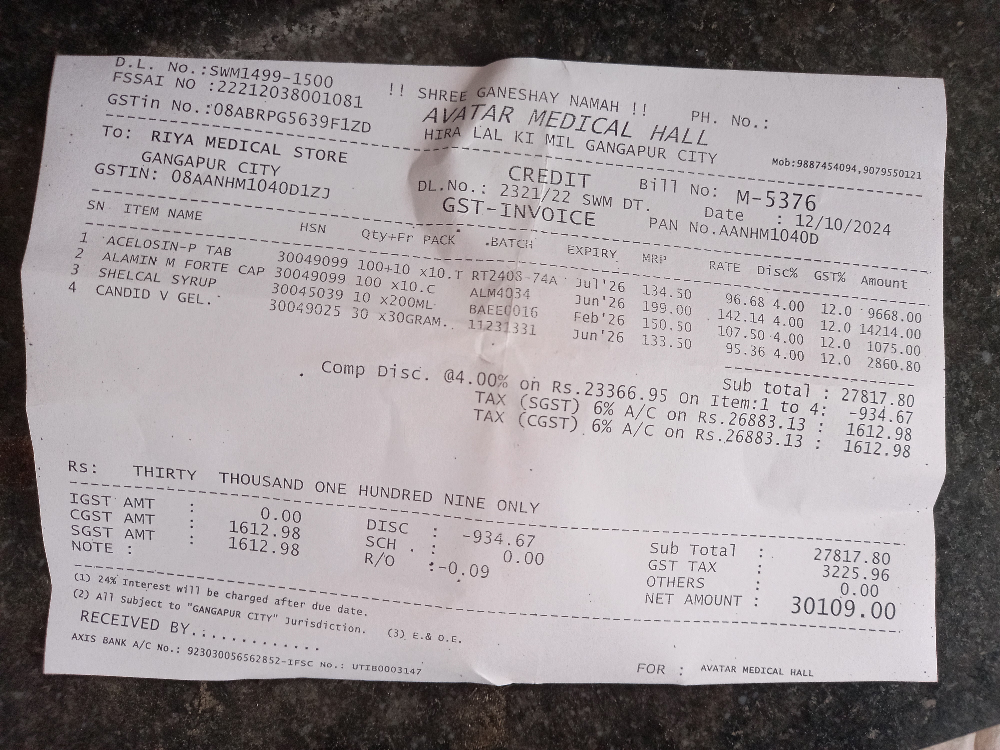 D.L. No.:SWM1499-1500
FSSAI NO :22212038001081
!! SHREE GANESHAY NAMAH !! PH. No.:
GSTin No.:08ABRPG5639F1ZD AVATAR MEDICAL HALL
HIRA LAL KI MIL GANGAPUR CITY Mob:9887454094,9079550121
To: RIYA MEDICAL STORE CREDIT Bill No: M-5376
GANGAPUR CITY DL.No.: 2321/22 SWM DT. Date : 12/10/2024
GSTIN: 08AANHM1040D1ZJ GST-INVOICE PAN No.AANHM1040D
SN ITEM NAME HSN Qty+Fr PACK .BATCH EXPIRY MRP RATE Disc% GST% Amount
1 ACELOSIN-P TAB 30049099 100+10 x10.T RT2408-74A Jul'26 134.50 96.68 4.00 12.0 9668.00
2 ALAMIN M FORTE CAP 30049099 100 x10.C ALM4034 Jun'26 199.00 142.14 4.00 12.0 14214.00
3 SHELCAL SYRUP 30045039 10 x200ML BAEE0016 Feb'26 150.50 107.50 4.00 12.0 1075.00
4 CANDID V GEL. 30049025 30 x30GRAM.. 11231331 Jun'26 133.50 95.36 4.00 12.0 2860.80
Sub total : 27817.80
Comp Disc. @4.00% on Rs.23366.95 On Item:1 to 4: -934.67
TAX (SGST) 6% A/C on Rs.26883.13 : 1612.98
TAX (CGST) 6% A/C on Rs.26883.13 : 1612.98
Rs: THIRTY THOUSAND ONE HUNDRED NINE ONLY
IGST AMT : 0.00 DISC : -934.67 Sub Total : 27817.80
CGST AMT : 1612.98 SCH . : 0.00 GST TAX : 3225.96
SGST AMT : 1612.98 R/O :-0.09 OTHERS : 0.00
NOTE : NET AMOUNT : 30109.00
(1) 24% Interest will be charged after due date.
(2) All Subject to "GANGAPUR CITY" Jurisdiction. (3) E.& O.E.
RECEIVED BY.............
AXIS BANK A/C No.: 923030056562852-IFSC No.: UTIB0003147 FOR : AVATAR MEDICAL HALL